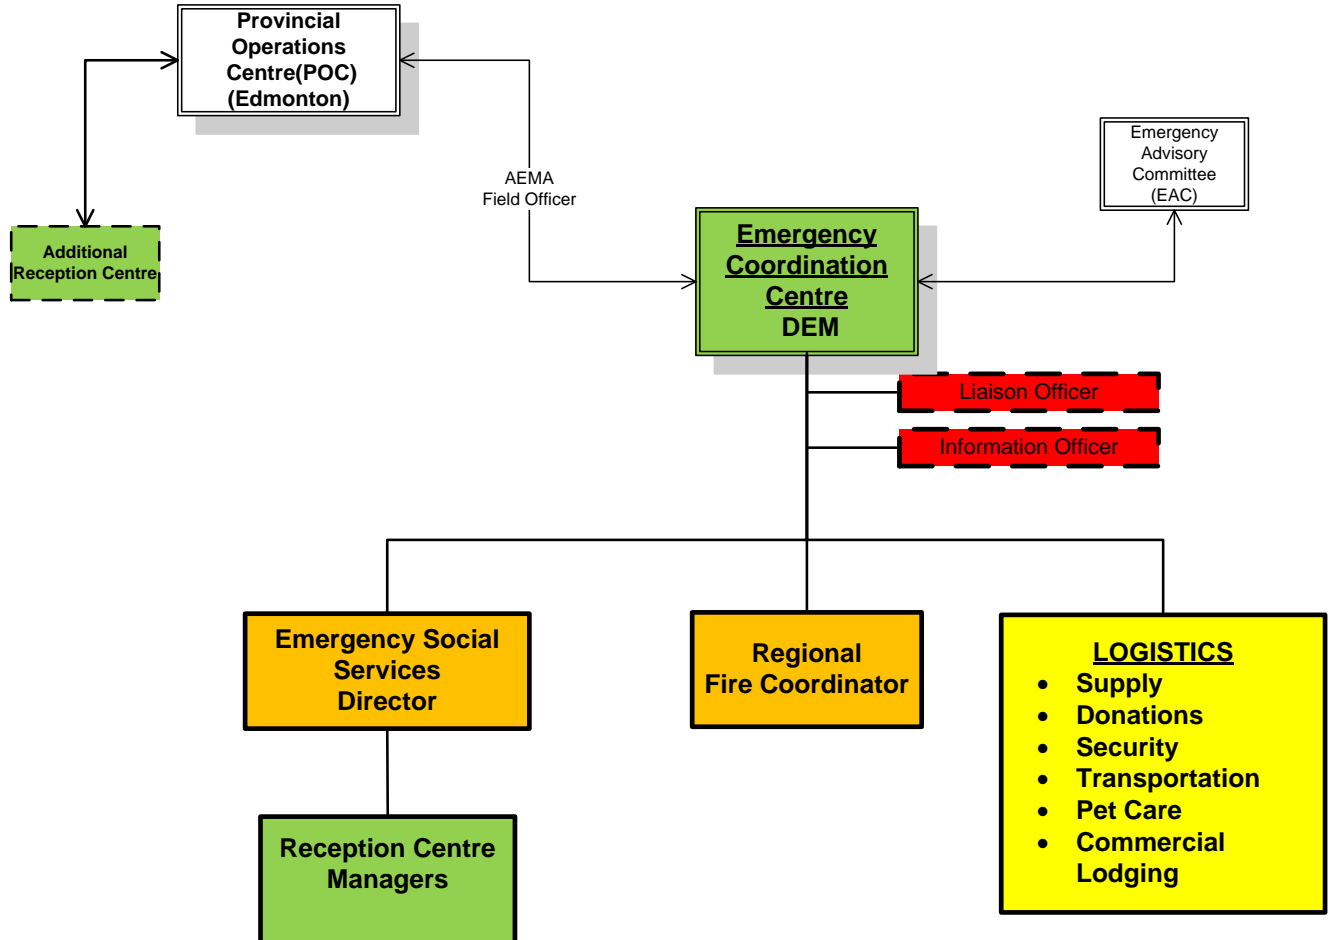 Provincial
Operations
Centre(POC)
(Edmonton)
Emergency
Advisory
Committee
(EAC)
AEMA
Field Officer
Additional
Reception Centre
Emergency
Coordination
Centre
DEM
Liaison Officer
Information Officer
Emergency Social
Services
Director
Regional
Fire Coordinator
LOGISTICS
• Supply
• Donations
• Security
• Transportation
• Pet Care
• Commercial
Lodging
Reception Centre
Managers